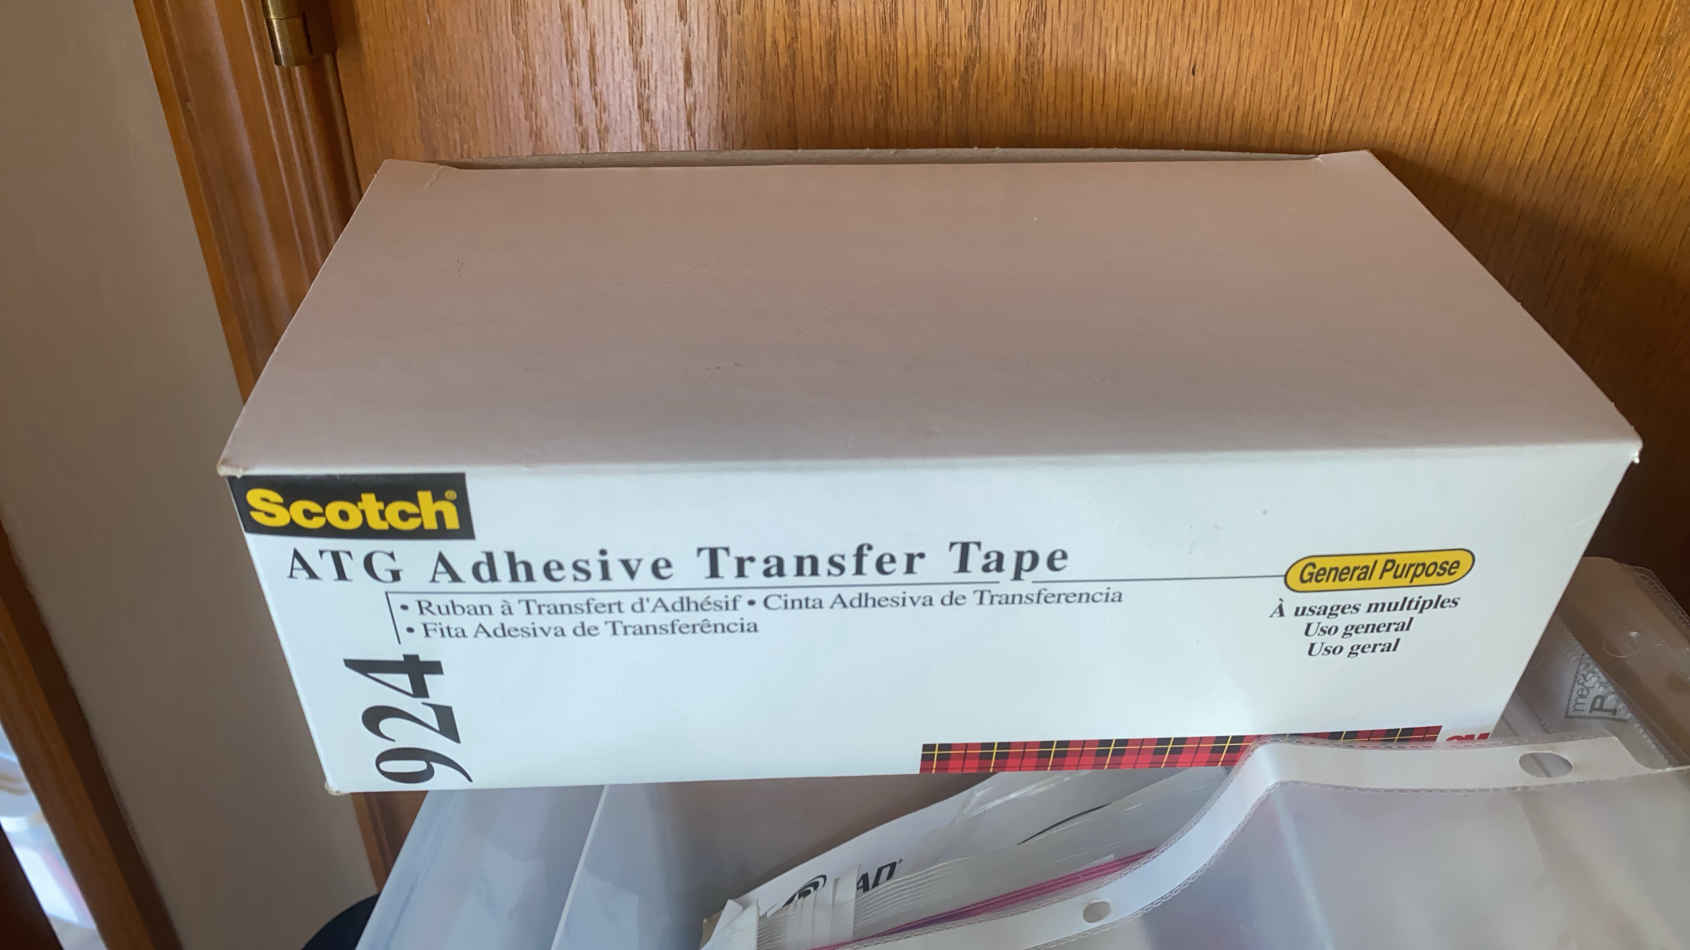 Scotch®
ATG Adhesive Transfer Tape
• Ruban à Transfert d'Adhésif • Cinta Adhesiva de Transferencia
• Fita Adesiva de Transferência
General Purpose
À usages multiples
Uso general
Uso geral
924
3M